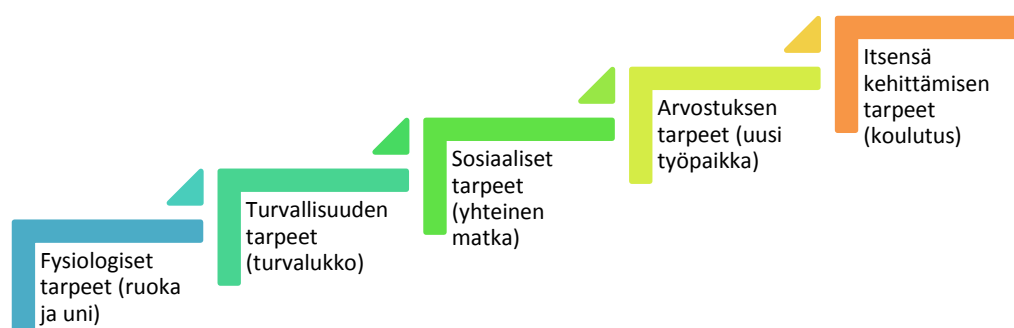 Fysiologiset
tarpeet (ruoka
ja uni)
Turvallisuuden
tarpeet
(turvalukko)
Sosiaaliset
tarpeet
(yhteinen
matka)
Arvostuksen
tarpeet (uusi
työpaikka)
Itsensä
kehittämisen
tarpeet
(koulutus)